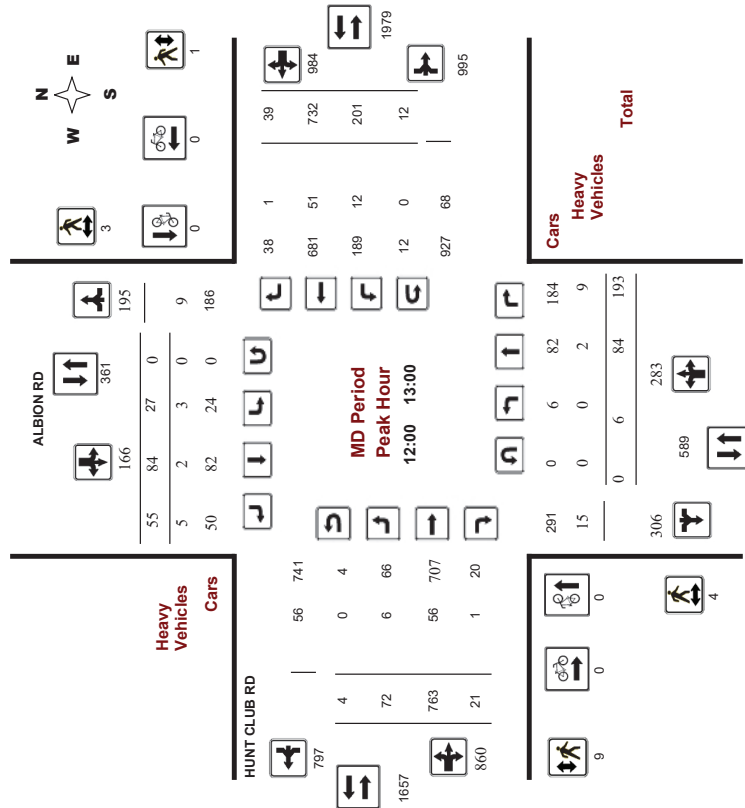 N
W E
S
ALBION RD
3
0
0
1
166
361
195
55 84 27 0
5 2 3 0 9
50 82 24 0 186
Heavy
Vehicles
Cars
HUNT CLUB RD
797
1657
860
56 741
4 0 4
72 6 66
763 56 707
21 1 20
MD Period
Peak Hour
12:00 13:00
38 1 39
681 51 732
189 12 201
12 0 12
927 68
984
1979
995
291 0 6 82 184 Cars
15 0 0 2 9 Heavy
Vehicles
0 6 84 193 Total
306
589
283
9
0
0
4